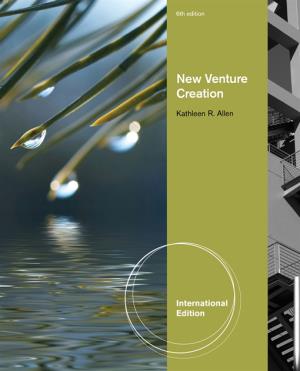 6th edition
New Venture
Creation
Kathleen R. Allen
International
Edition